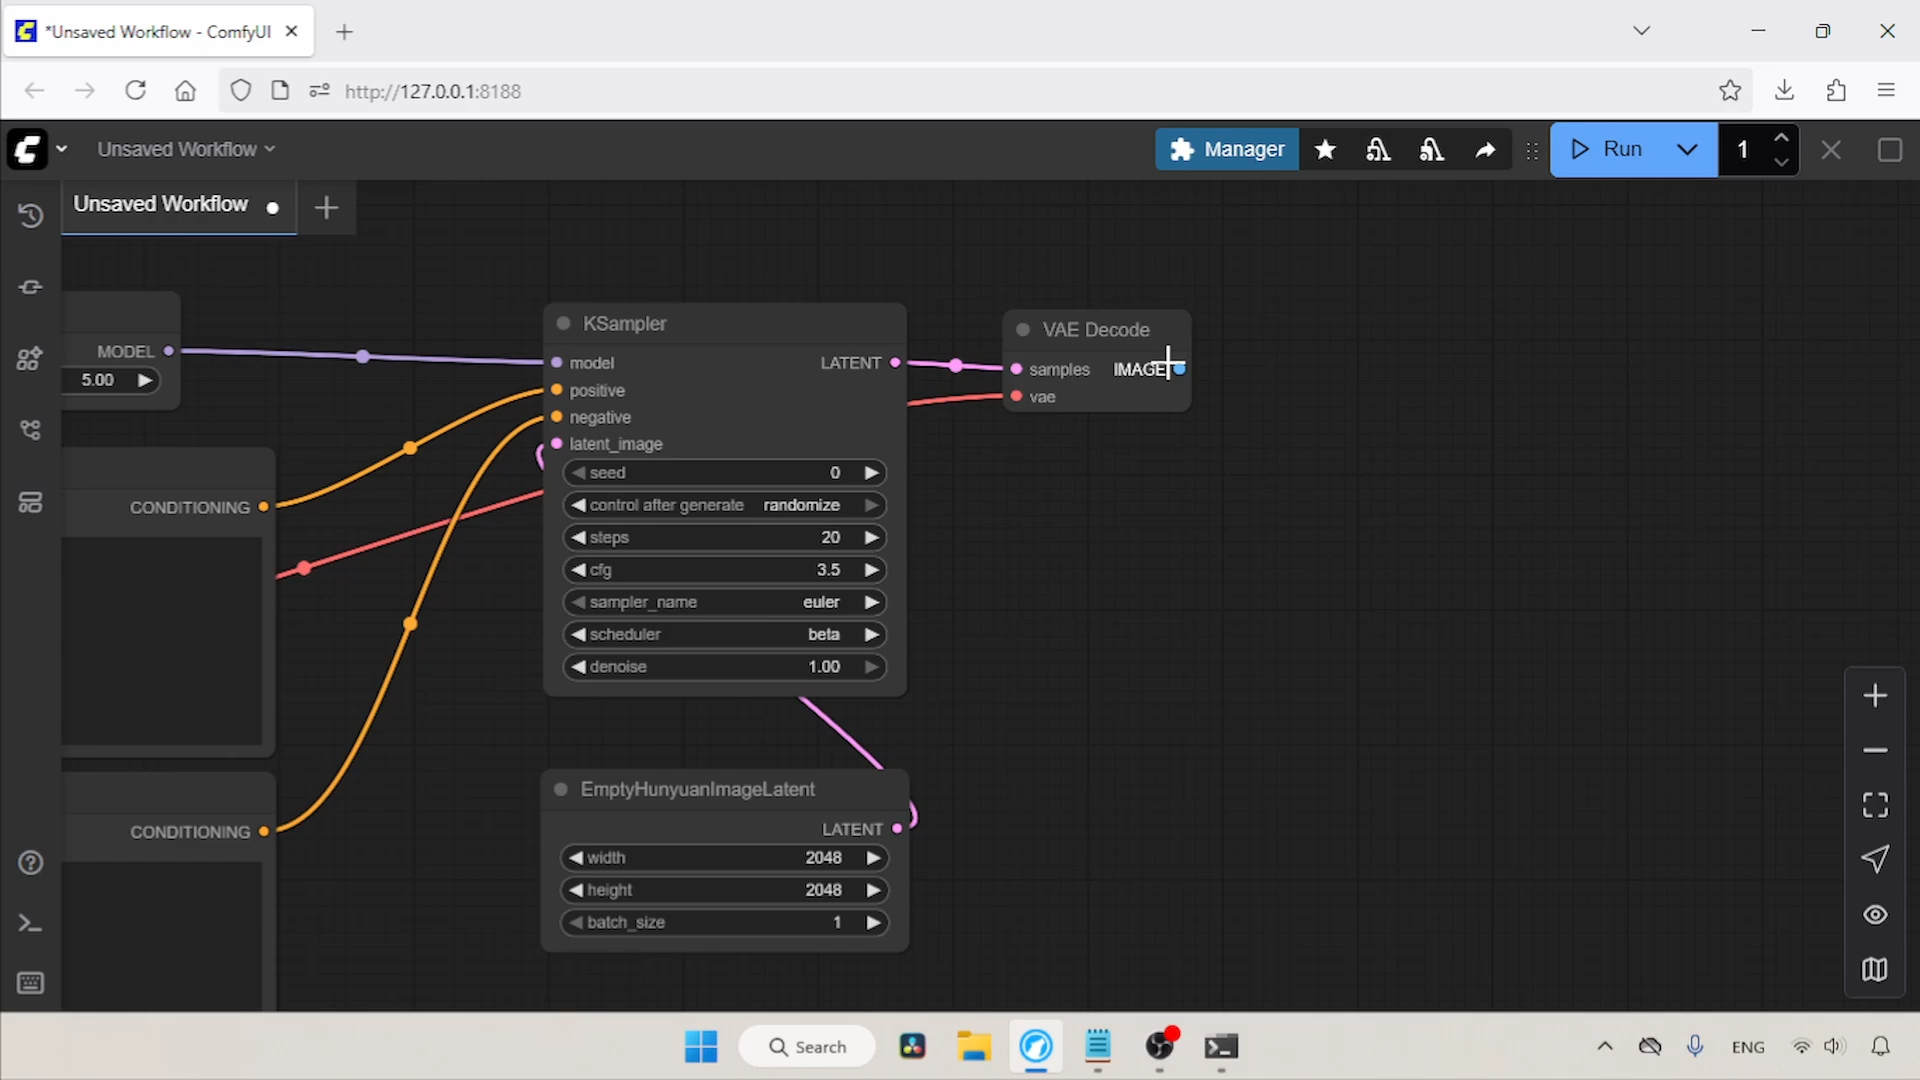 *Unsaved Workflow - ComfyUI
http://127.0.0.1:8188
Unsaved Workflow
Manager
Run
1
Unsaved Workflow
MODEL
5.00
CONDITIONING
CONDITIONING
KSampler
model
LATENT
positive
negative
latent_image
seed 0
control after generate randomize
steps 20
cfg 3.5
sampler_name euler
scheduler beta
denoise 1.00
VAE Decode
samples IMAGE
vae
EmptyHunyuanImageLatent
LATENT
width 2048
height 2048
batch_size 1
Search
ENG